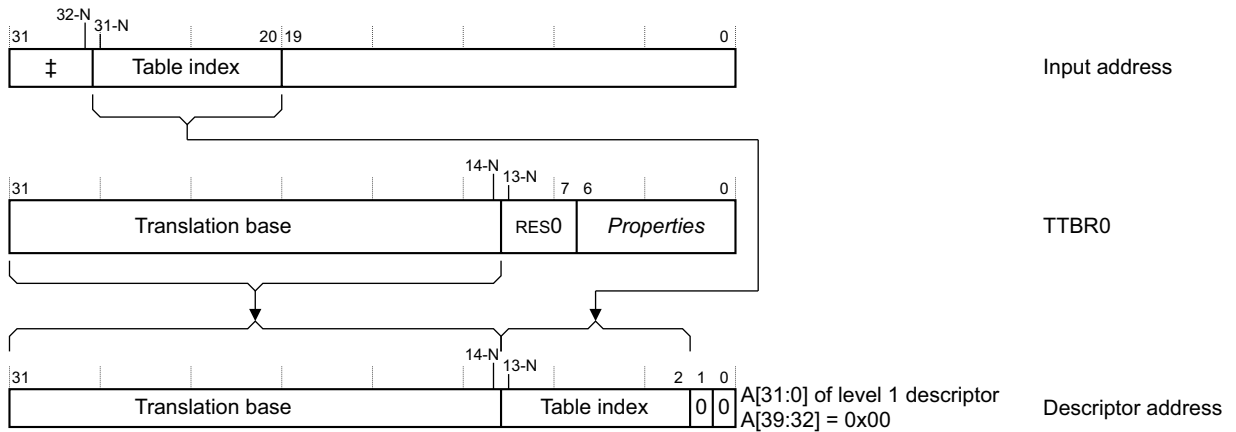 32-N
31-N
31 20 19 0
‡ Table index Input address
14-N
13-N
31 7 6 0
Translation base RES0 Properties TTBR0
14-N
13-N
31 2 1 0
Translation base Table index 0 0 A[31:0] of level 1 descriptor
A[39:32] = 0x00 Descriptor address